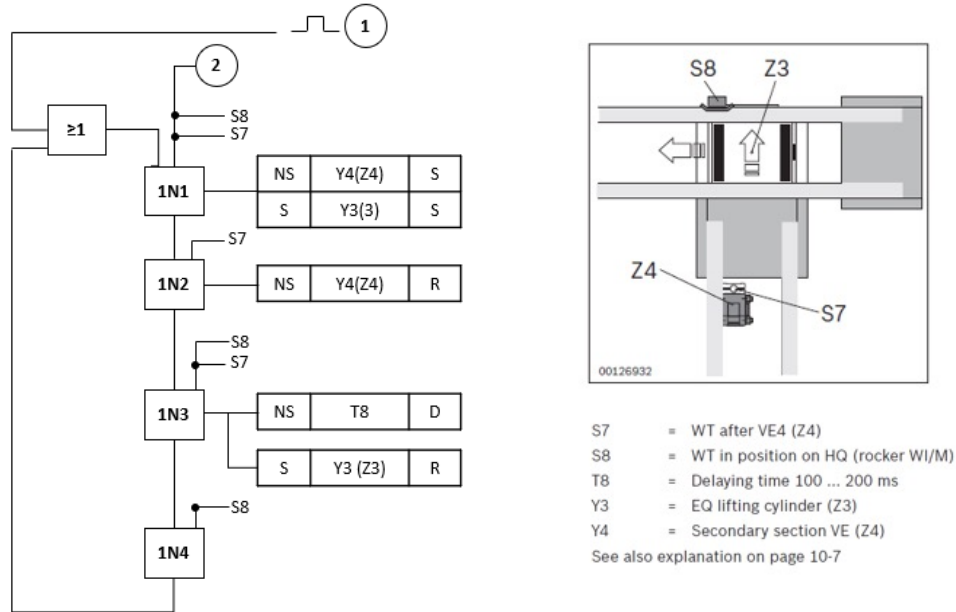 1
2
S8
S7
≥1
1N1
NS Y4(Z4) S
S Y3(3) S
S7
1N2
NS Y4(Z4) R
S8
S7
1N3
NS T8 D
S Y3 (Z3) R
S8
1N4
S8 Z3
Z4
S7
00126932
S7 = WT after VE4 (Z4)
S8 = WT in position on HQ (rocker WI/M)
T8 = Delaying time 100 ... 200 ms
Y3 = EQ lifting cylinder (Z3)
Y4 = Secondary section VE (Z4)
See also explanation on page 10-7